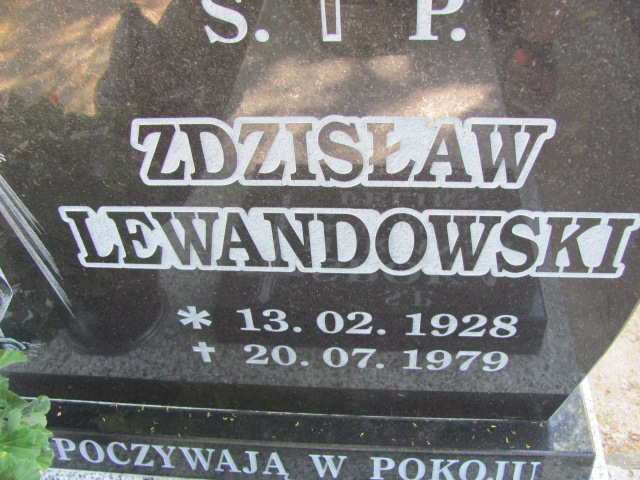 S. † P.
ZDZISŁAW
LEWANDOWSKI
* 13. 02. 1928
† 20. 07. 1979
POCZYWAJĄ W POKOJU